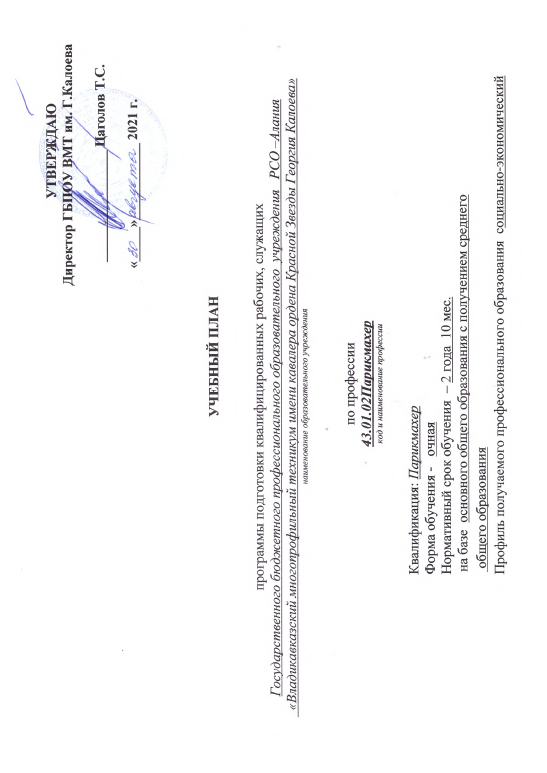 УТВЕРЖДАЮ
Директор ГБПОУ ВМТ им. Г.Калоева
Цаголов Т.С.
« 30 » августа 2021 г.
УЧЕБНЫЙ ПЛАН
программы подготовки квалифицированных рабочих, служащих
Государственного бюджетного профессионального образовательного учреждения РСО –Алания
«Владикавказский многопрофильный техникум имени кавалера ордена Красной Звезды Георгия Калоева»
наименование образовательного учреждения
по профессии
43.01.02Парикмахер
код и наименование профессии
Квалификация: Парикмахер
Форма обучения - очная
Нормативный срок обучения – 2 года 10 мес.
на базе основного общего образования с получением среднего
общего образования
Профиль получаемого профессионального образования социально-экономический